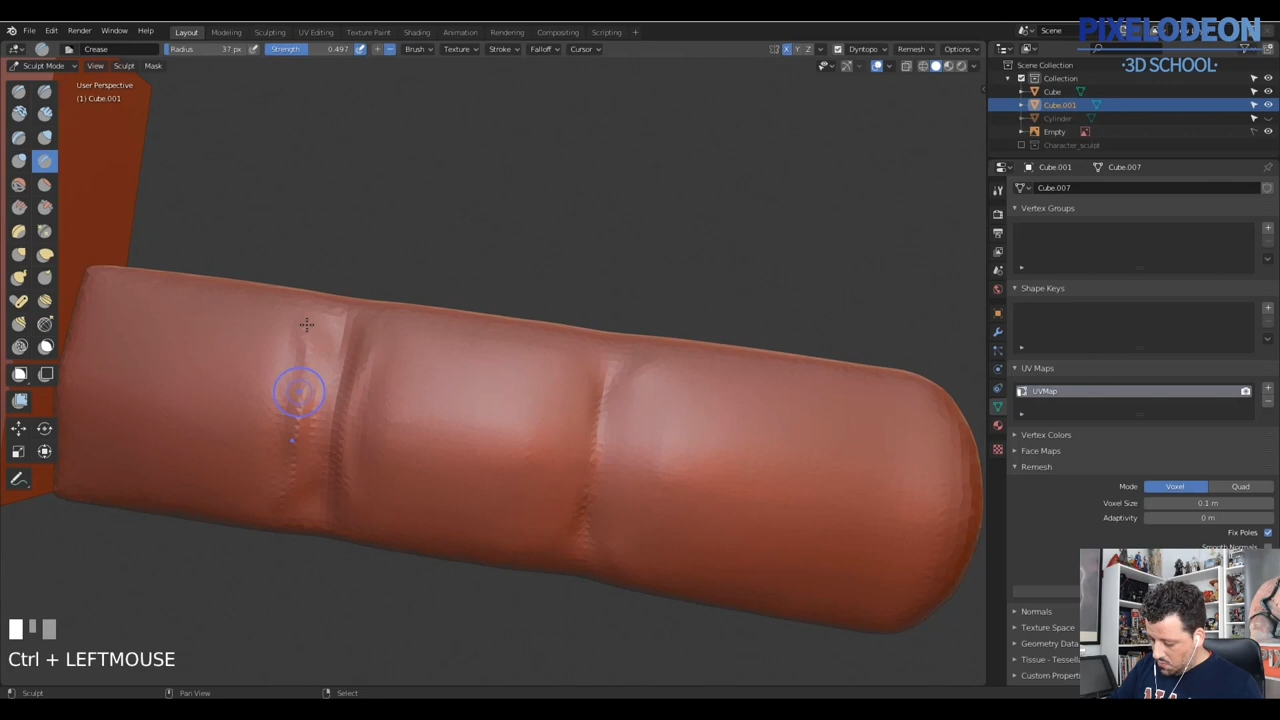 File Edit Render Window Help Layout Modeling Sculpting UV Editing Texture Paint Shading Animation Rendering Compositing Scripting + Scene
PIXELODEON
·3D SCHOOL·
Crease Radius 37 px Strength 0.497 Brush Texture Stroke Falloff Cursor X Y Z Dyntopo Remesh Options
Sculpt Mode View Sculpt Mask
User Perspective
(1) Cube.001
Scene Collection
Collection
Cube
Cube.001
Cylinder
Empty
Character_sculpt
Cube.001 Cube.007
Cube.007
Vertex Groups
Shape Keys
UV Maps
UVMap
Vertex Colors
Face Maps
Remesh
Mode Voxel Quad
Voxel Size 0.1 m
Adaptivity 0 m
Fix Poles
Normals
Texture Space
Geometry Data
Ctrl + LEFTMOUSE
Sculpt Pan View Select